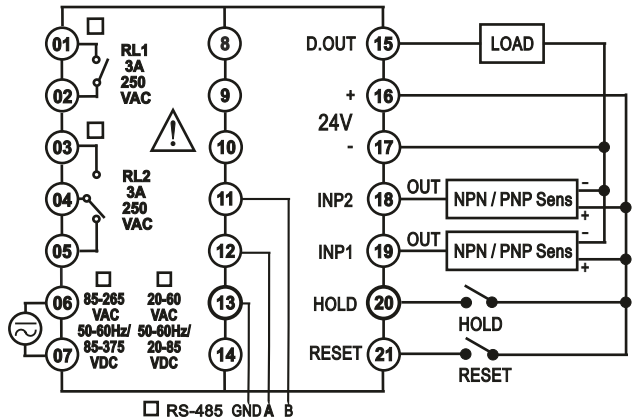 01
02
03
04
05
06
07
RL1
3A
250
VAC
RL2
3A
250
VAC
85-265
VAC
50-60Hz/
85-375
VDC
20-60
VAC
50-60Hz/
20-85
VDC
8
9
10
11
12
13
14
!
RS-485 GND A B
D.OUT 15 LOAD
+ 16
24V
- 17
INP2 18 OUT NPN / PNP Sens - +
INP1 19 OUT NPN / PNP Sens - +
HOLD 20
HOLD
RESET 21
RESET